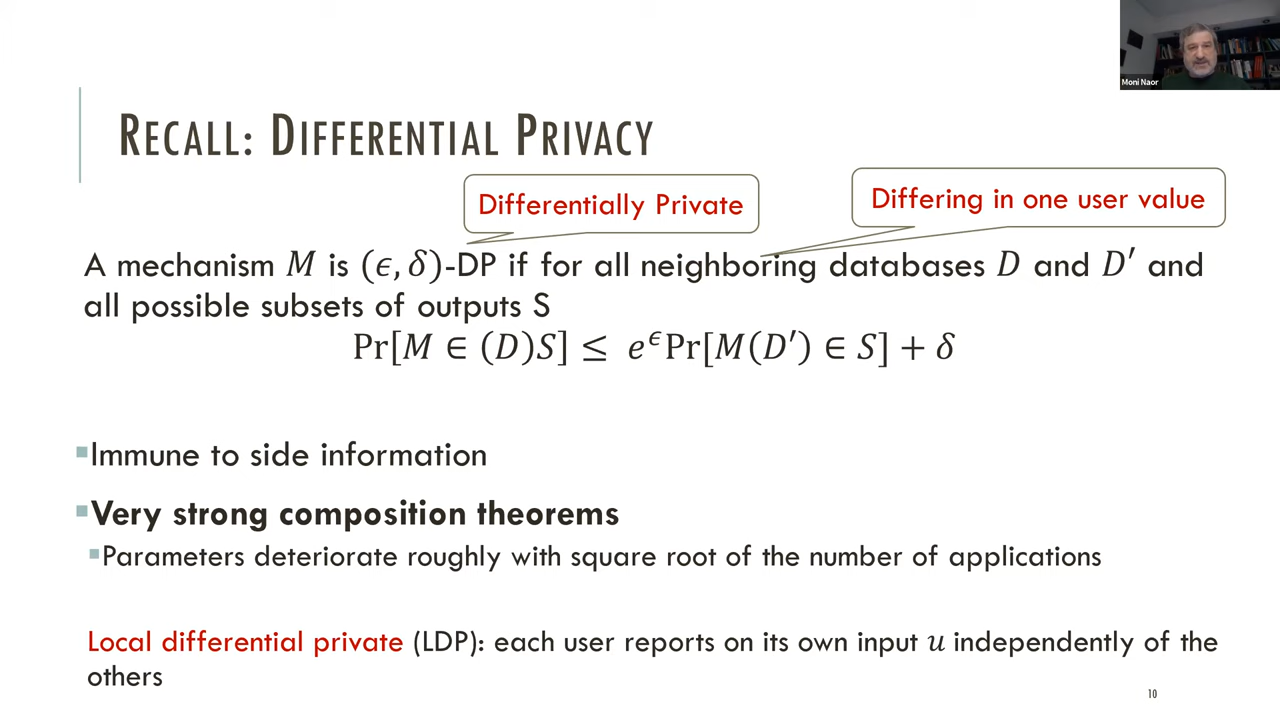 Moni Naor
RECALL: DIFFERENTIAL PRIVACY
Differentially Private
Differing in one user value
A mechanism M is (ϵ, δ)-DP if for all neighboring databases D and D′ and
all possible subsets of outputs S
Pr[M ∈ (D)S] ≤ e^ϵ Pr[M(D′) ∈ S] + δ
▪Immune to side information
▪Very strong composition theorems
▪Parameters deteriorate roughly with square root of the number of applications
Local differential private (LDP): each user reports on its own input u independently of the
others
10